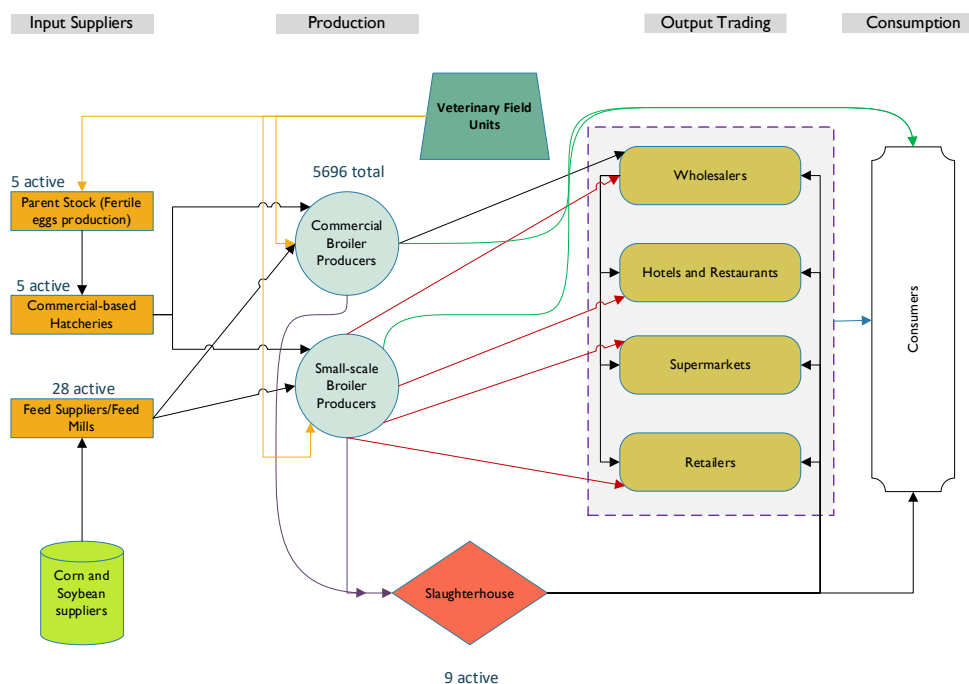 Input Suppliers
Production
Output Trading
Consumption
Veterinary Field
Units
5 active
Parent Stock (Fertile
eggs production)
5 active
Commercial-based
Hatcheries
28 active
Feed Suppliers/Feed
Mills
Corn and
Soybean
suppliers
5696 total
Commercial
Broiler
Producers
Small-scale
Broiler
Producers
Wholesalers
Hotels and Restaurants
Supermarkets
Retailers
Consumers
Slaughterhouse
9 active